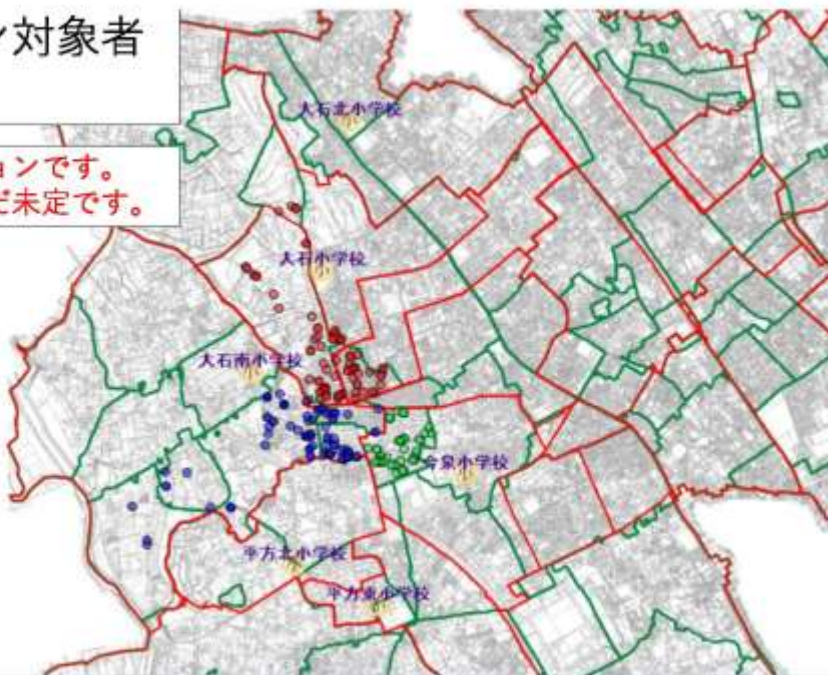 ン対象者
ョンです。
だ未定です。
大石北小学校
大石小学校
大石南小学校
今泉小学校
平方北小学校
平方東小学校